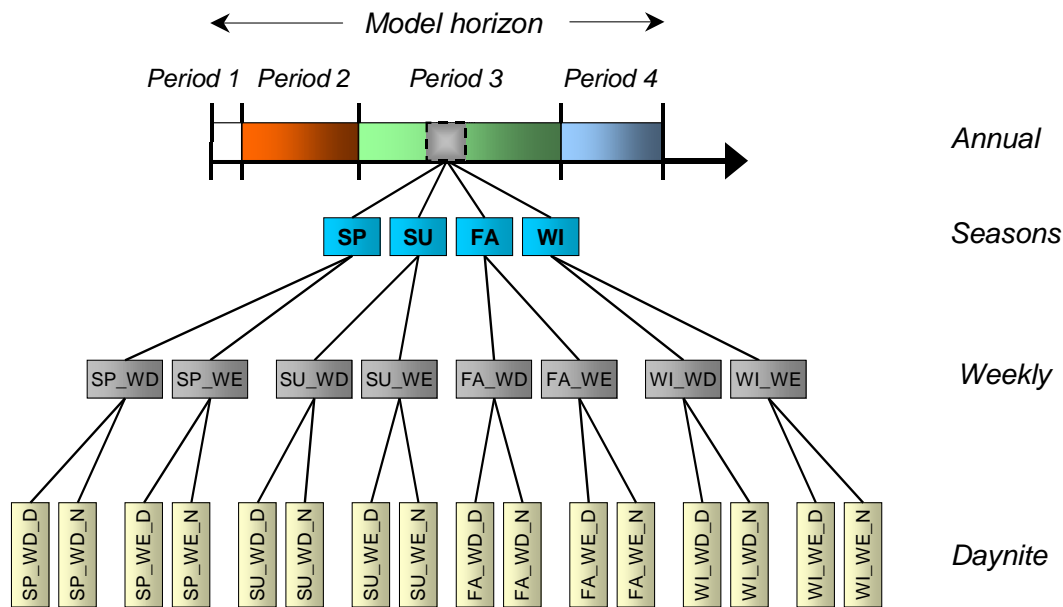 Model horizon
Period 1 Period 2 Period 3 Period 4
Annual
SP SU FA WI
Seasons
SP_WD SP_WE SU_WD SU_WE FA_WD FA_WE WI_WD WI_WE
Weekly
SP_WD_D SP_WD_N SP_WE_D SP_WE_N SU_WD_D SU_WD_N SU_WE_D SU_WE_N FA_WD_D FA_WD_N FA_WE_D FA_WE_N WI_WD_D WI_WD_N WI_WE_D WI_WE_N
Daynite